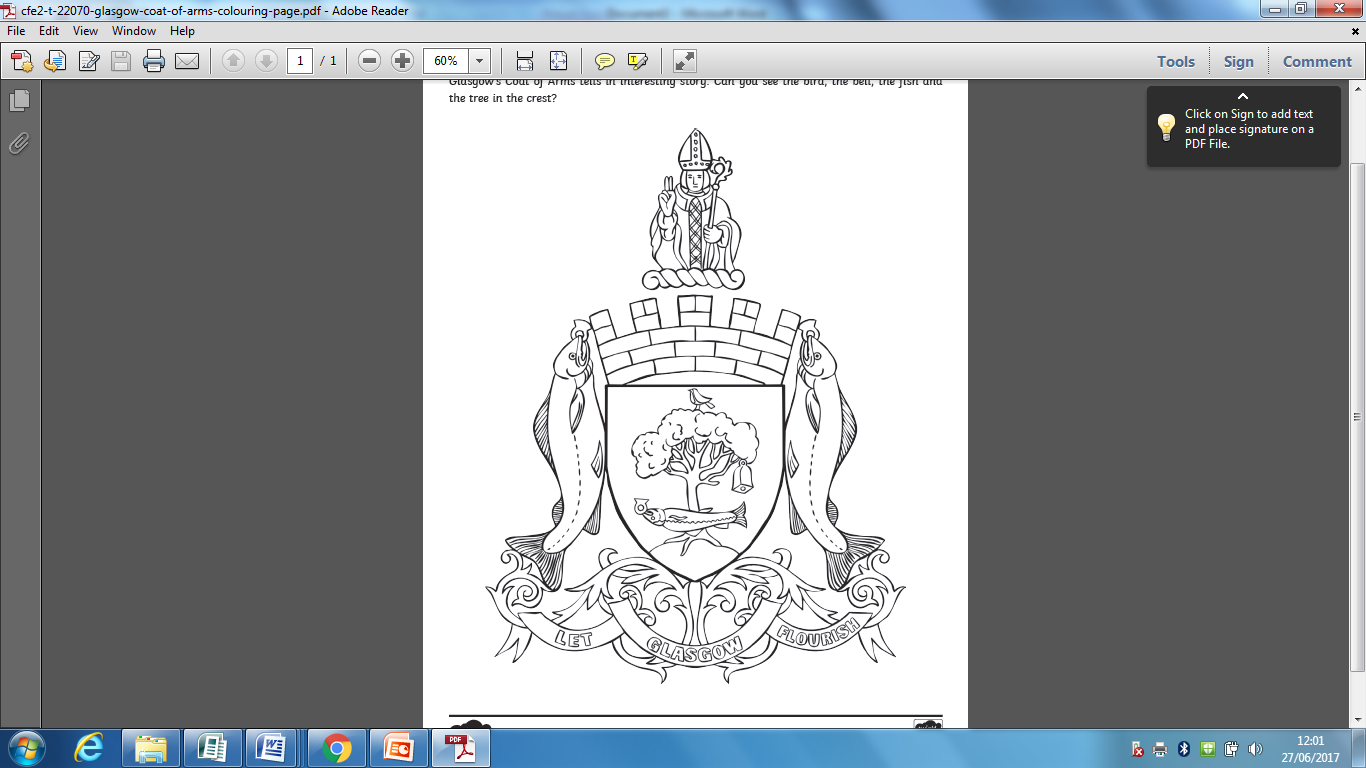 cfe2-t-22070-glasgow-coat-of-arms-colouring-page.pdf - Adobe Reader
File Edit View Window Help
1 / 1 60% Tools Sign Comment
Glasgow's Coat of Arms tells in interesting story. Can you see the bird, the bell, the fish and
the tree in the crest?
Click on Sign to add text
and place signature on a
PDF File.
LET GLASGOW FLOURISH
12:01
27/06/2017